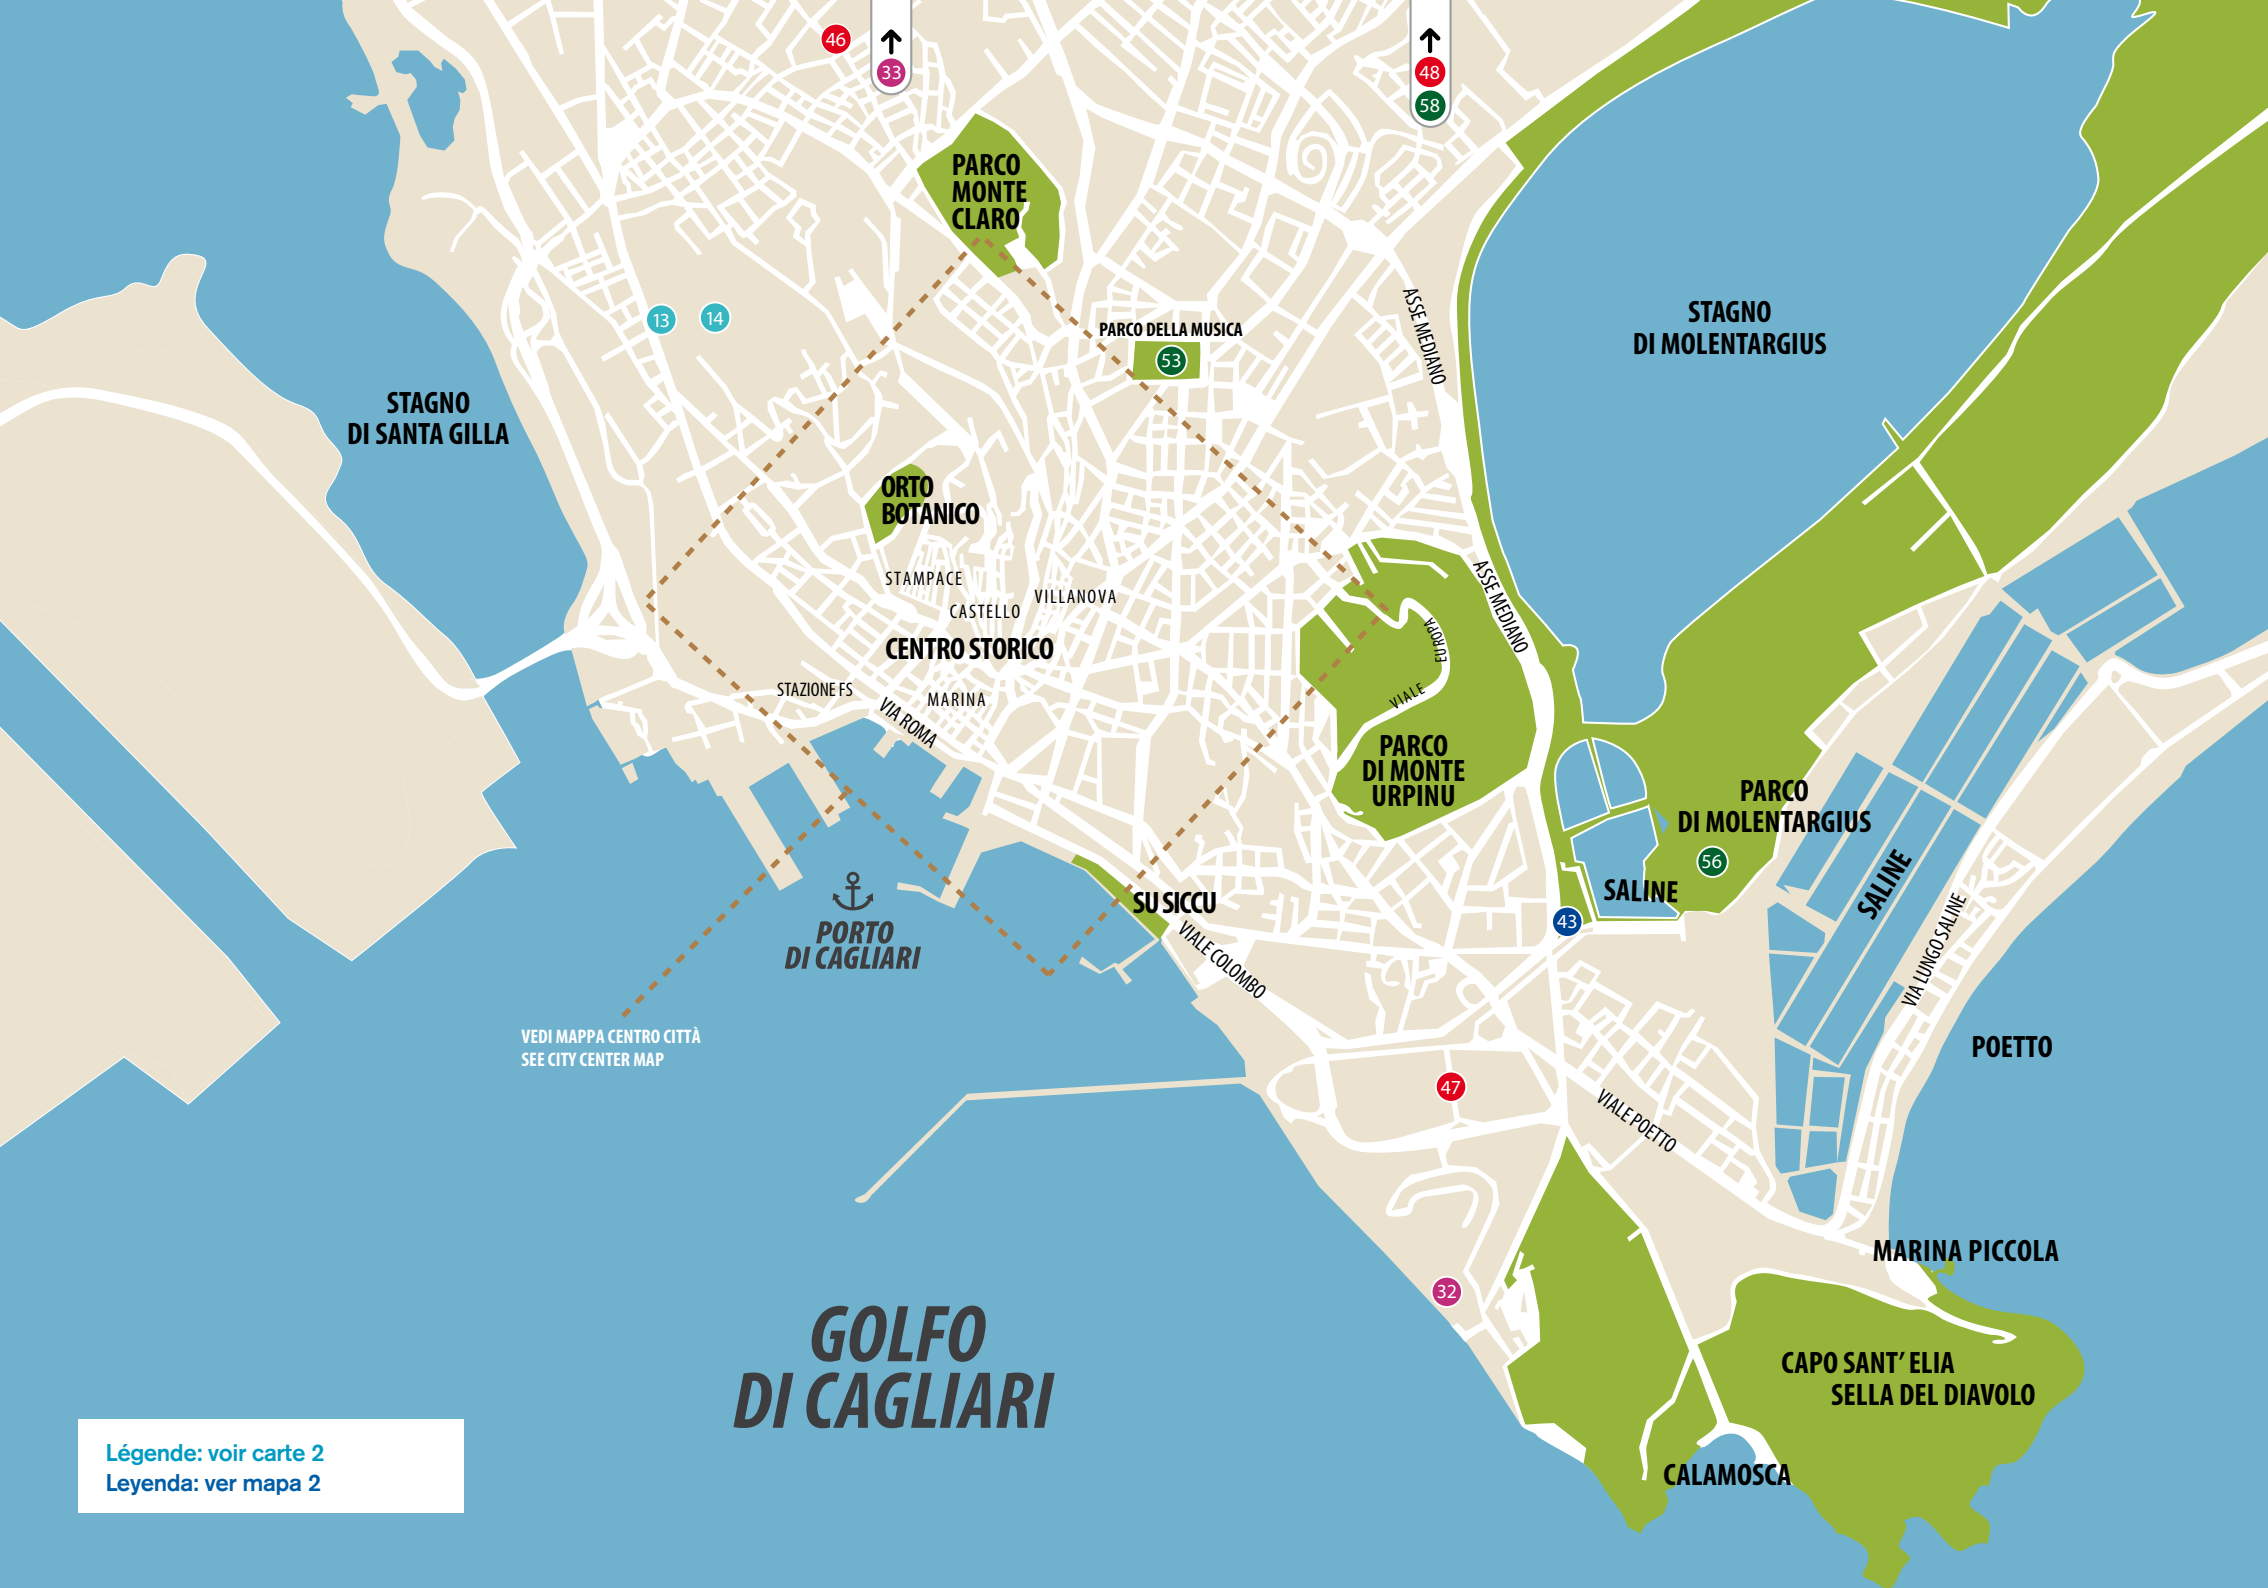 46
33
48
58
PARCO
MONTE
CLARO
13
14
PARCO DELLA MUSICA
53
ASSE MEDIANO
STAGNO
DI MOLENTARGIUS
STAGNO
DI SANTA GILLA
ORTO
BOTANICO
STAMPACE
CASTELLO
VILLANOVA
CENTRO STORICO
STAZIONE FS
MARINA
VIA ROMA
ASSE MEDIANO
VIALE
EUROPA
PARCO
DI MONTE
URPINU
PARCO
DI MOLENTARGIUS
56
SALINE
SALINE
43
VIA LUNGO SALINE
SU SICCU
VIALE COLOMBO
PORTO
DI CAGLIARI
VEDI MAPPA CENTRO CITTÀ
SEE CITY CENTER MAP
POETTO
47
VIALE POETTO
MARINA PICCOLA
32
GOLFO
DI CAGLIARI
CAPO SANT' ELIA
SELLA DEL DIAVOLO
CALAMOSCA
Légende: voir carte 2
Leyenda: ver mapa 2